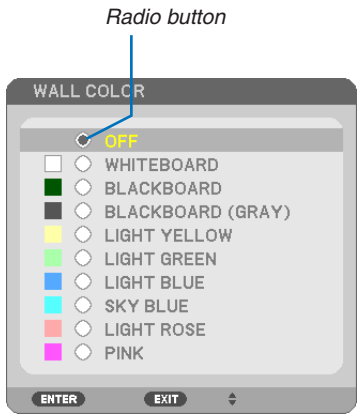 Radio button
WALL COLOR
OFF
WHITEBOARD
BLACKBOARD
BLACKBOARD (GRAY)
LIGHT YELLOW
LIGHT GREEN
LIGHT BLUE
SKY BLUE
LIGHT ROSE
PINK
ENTER EXIT